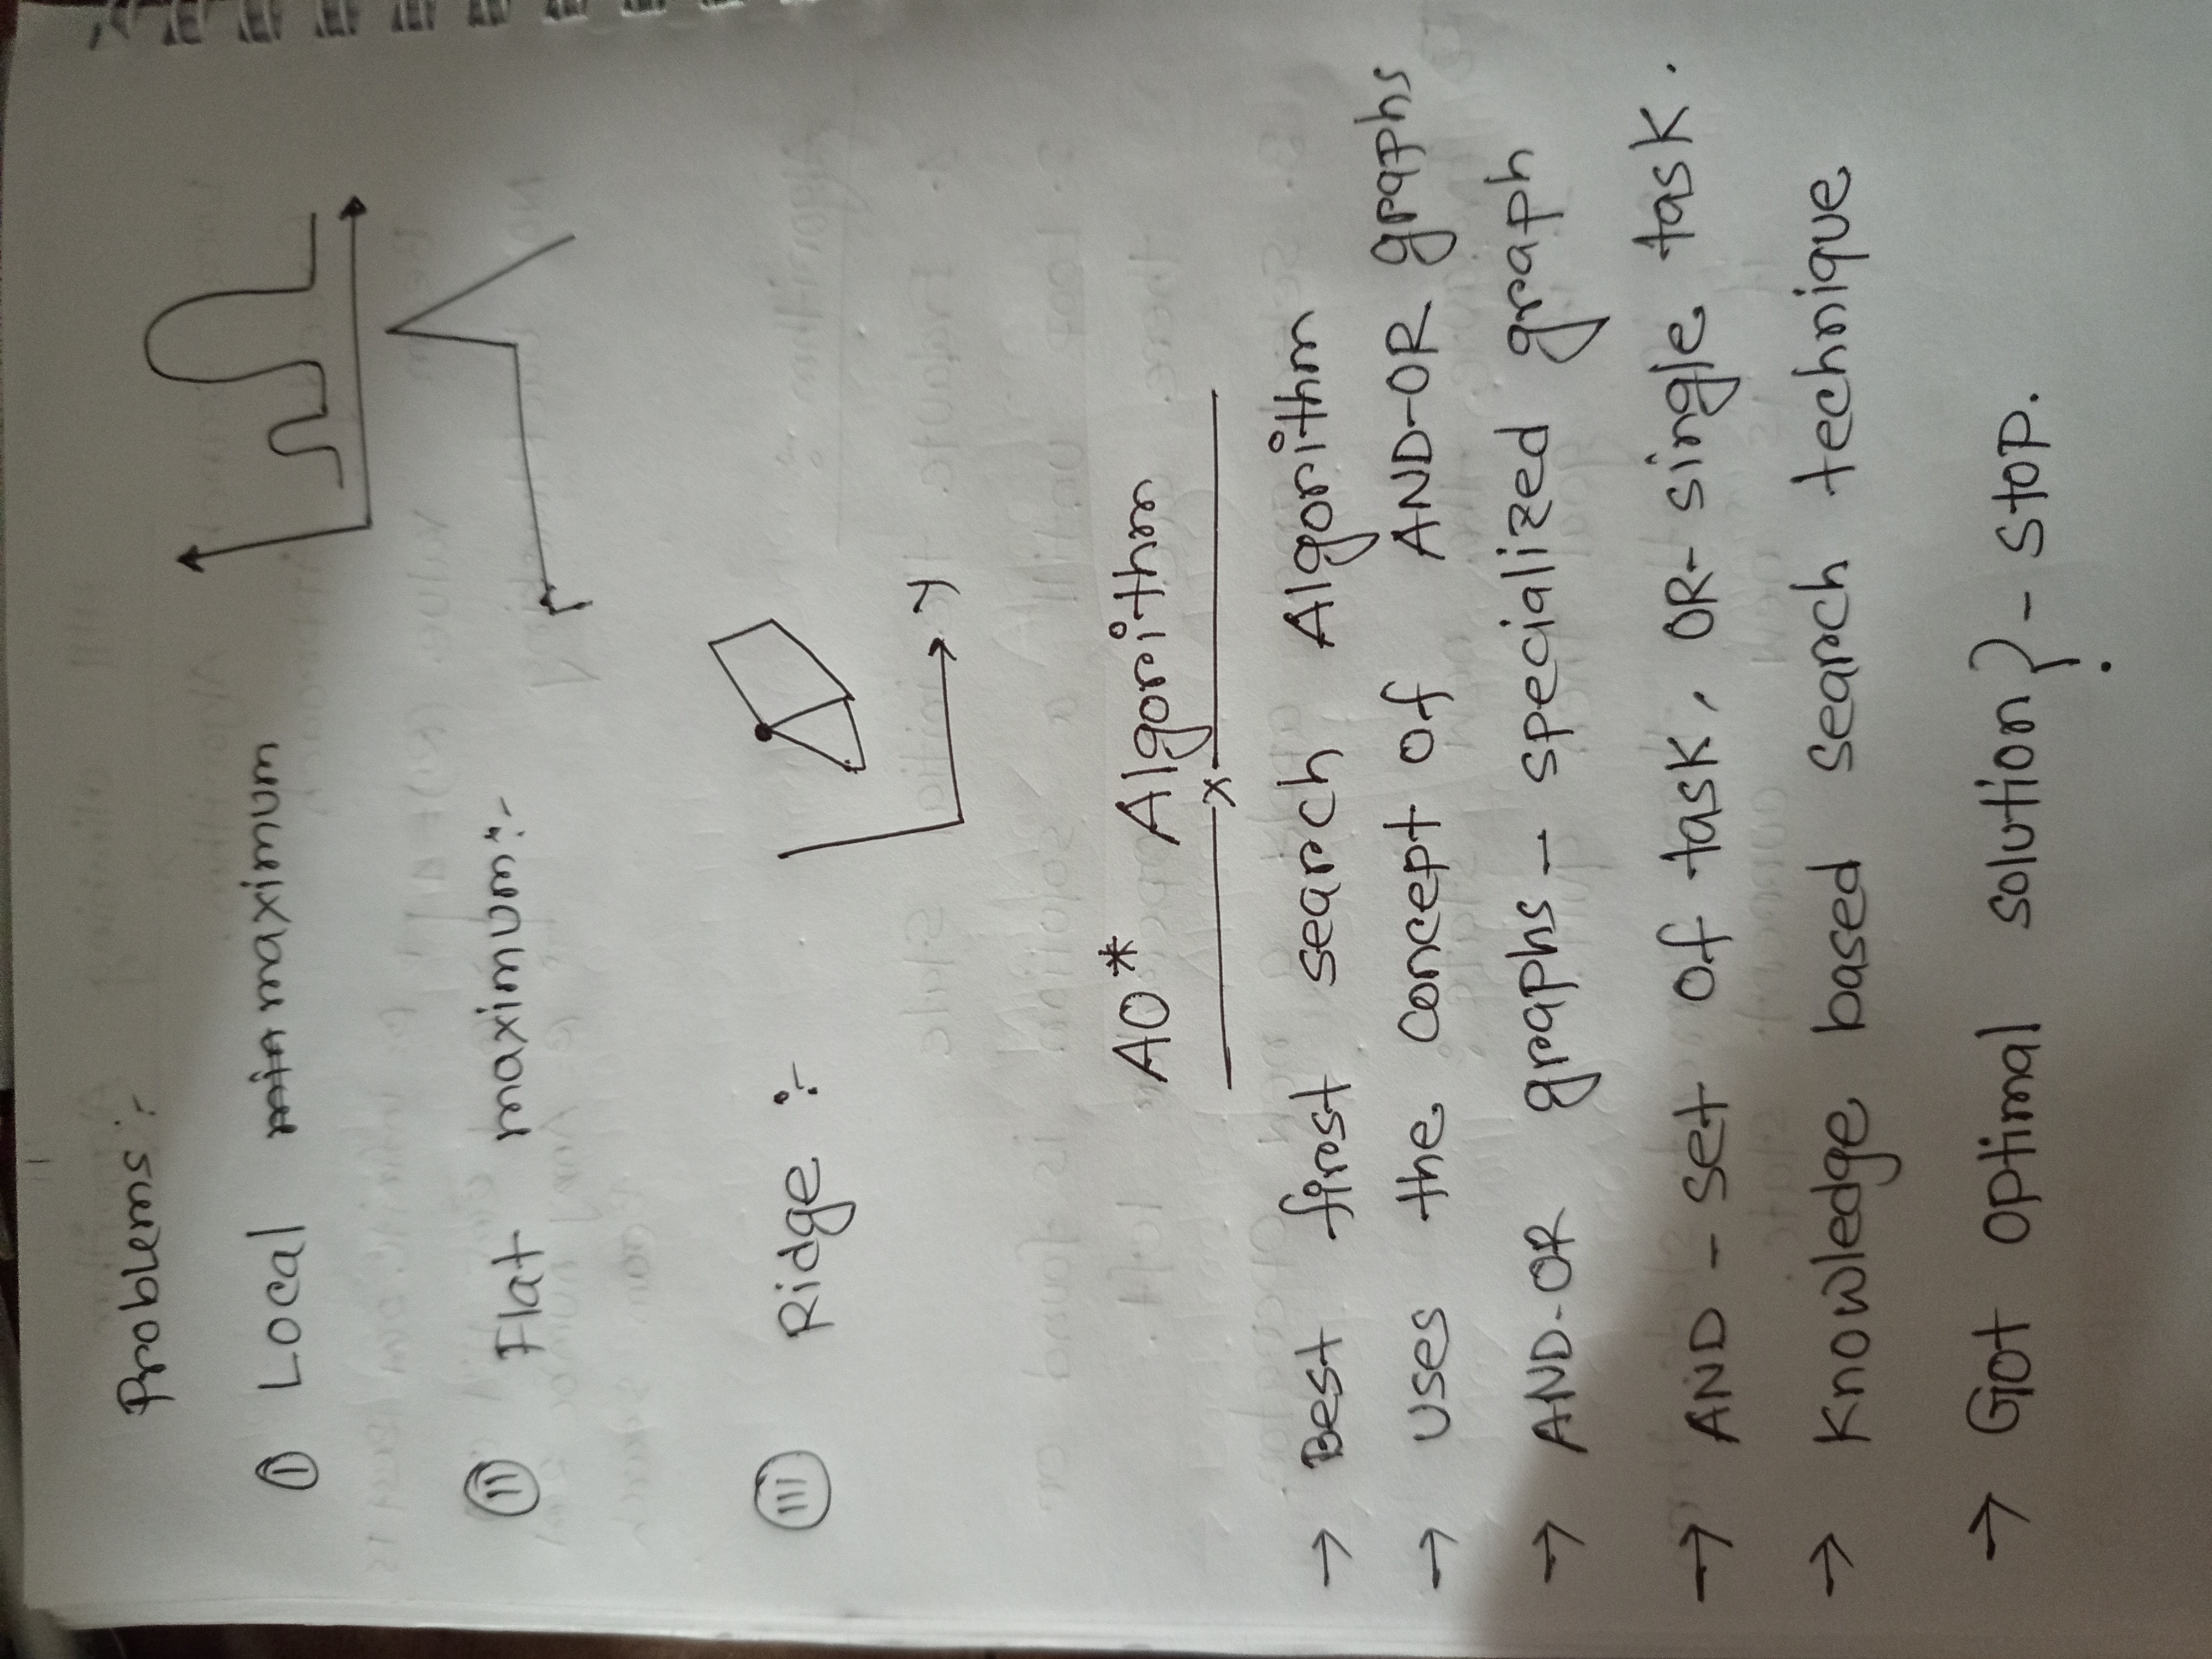 Problems :-
(i) Local min maximum
(ii) Flat maximum :-
(iii) Ridge :-
y
AO* Algorithm
x
→ Best first search Algorithm
→ uses the concept of AND-OR graphs
→ AND-OR graphs - specialized graph
→ AND - set of task, OR - single task.
→ Knowledge based search technique
→ Got optimal solution? - stop.